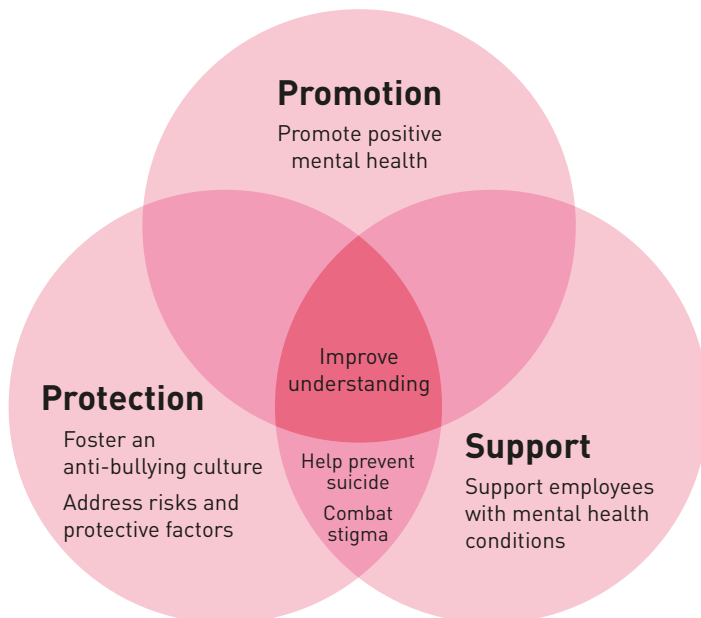 Promotion
Promote positive
mental health
Improve
understanding
Protection
Foster an
anti-bullying culture
Address risks and
protective factors
Help prevent
suicide
Combat
stigma
Support
Support employees
with mental health
conditions